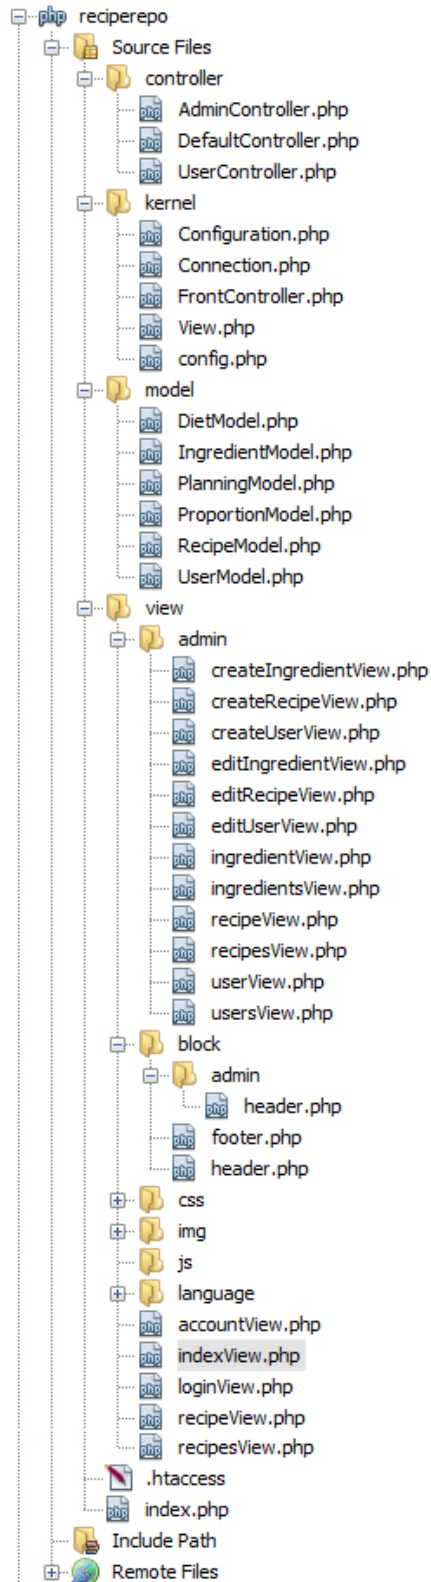 reciperepo
Source Files
controller
AdminController.php
DefaultController.php
UserController.php
kernel
Configuration.php
Connection.php
FrontController.php
View.php
config.php
model
DietModel.php
IngredientModel.php
PlanningModel.php
ProportionModel.php
RecipeModel.php
UserModel.php
view
admin
createIngredientView.php
createRecipeView.php
createUserView.php
editIngredientView.php
editRecipeView.php
editUserView.php
ingredientView.php
ingredientsView.php
recipeView.php
recipesView.php
userView.php
usersView.php
block
admin
header.php
footer.php
header.php
css
img
js
language
accountView.php
indexView.php
loginView.php
recipeView.php
recipesView.php
.htaccess
index.php
Include Path
Remote Files